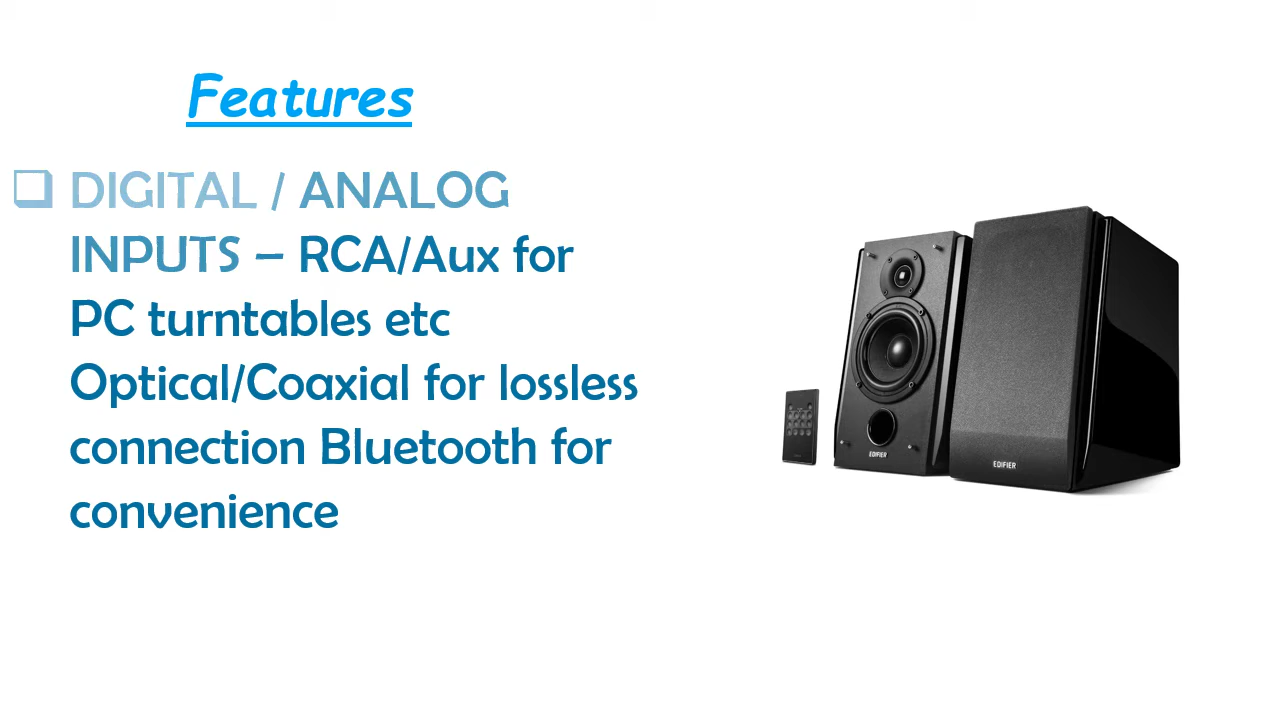 Features
DIGITAL / ANALOG
INPUTS – RCA/Aux for
PC turntables etc
Optical/Coaxial for lossless
connection Bluetooth for
convenience
EDIFIER
EDIFIER